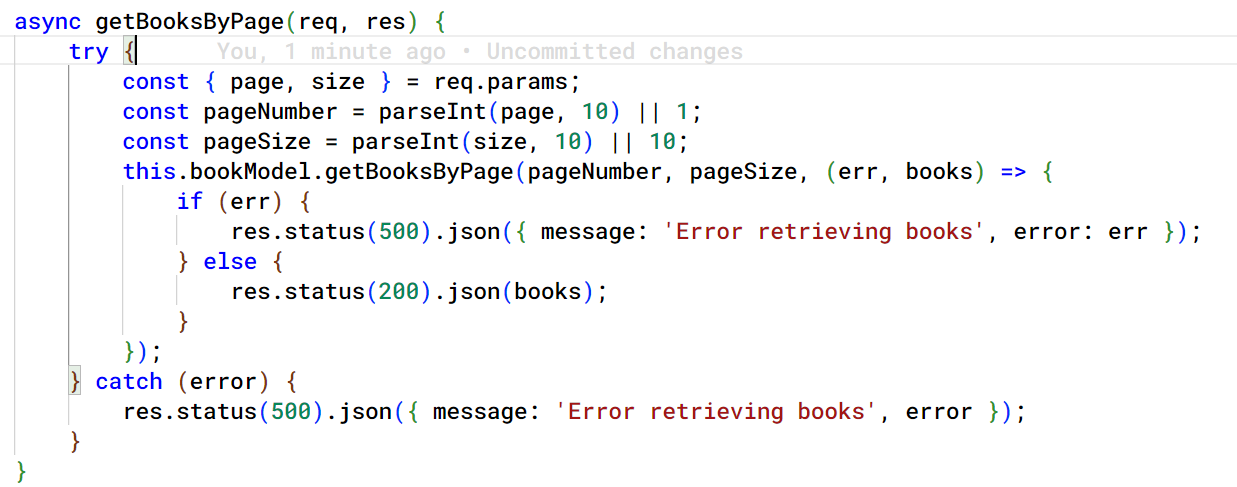 async getBooksByPage(req, res) {
    try {      You, 1 minute ago • Uncommitted changes
        const { page, size } = req.params;
        const pageNumber = parseInt(page, 10) || 1;
        const pageSize = parseInt(size, 10) || 10;
        this.bookModel.getBooksByPage(pageNumber, pageSize, (err, books) => {
            if (err) {
                res.status(500).json({ message: 'Error retrieving books', error: err });
            } else {
                res.status(200).json(books);
            }
        });
    } catch (error) {
        res.status(500).json({ message: 'Error retrieving books', error });
    }
}